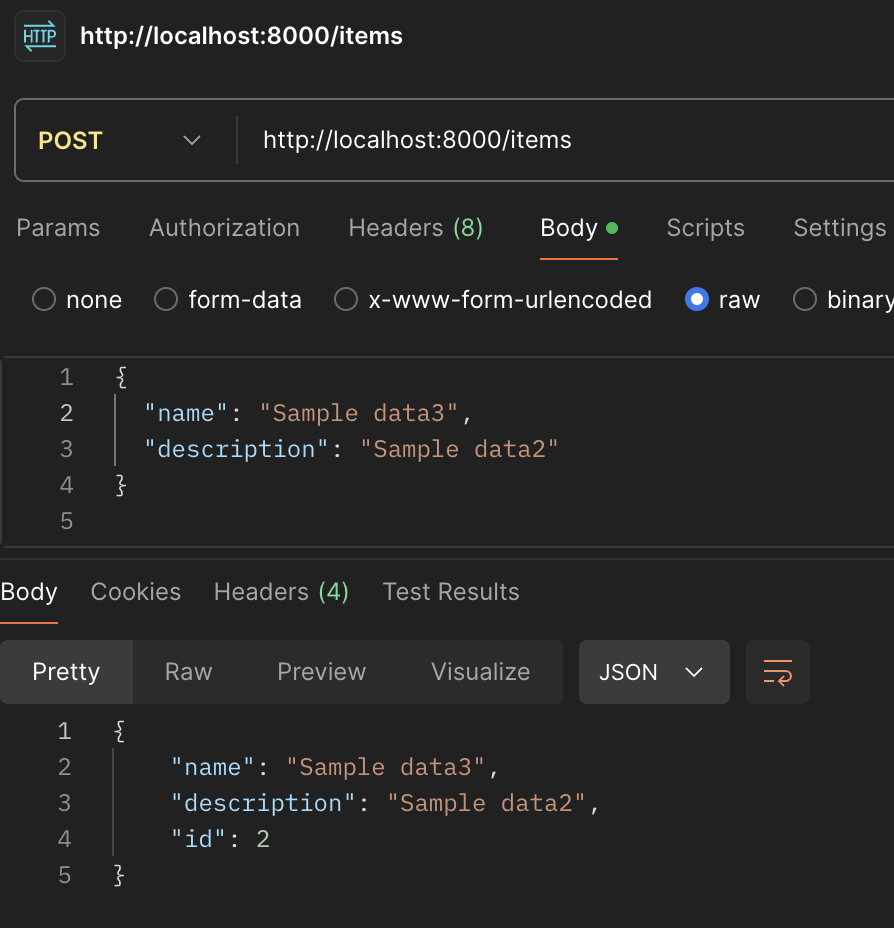 HTTP http://localhost:8000/items
POST http://localhost:8000/items
Params Authorization Headers (8) Body Scripts Settings
none form-data x-www-form-urlencoded raw binary
1 {
2 "name": "Sample data3",
3 "description": "Sample data2"
4 }
5
Body Cookies Headers (4) Test Results
Pretty Raw Preview Visualize JSON
1 {
2 "name": "Sample data3",
3 "description": "Sample data2",
4 "id": 2
5 }